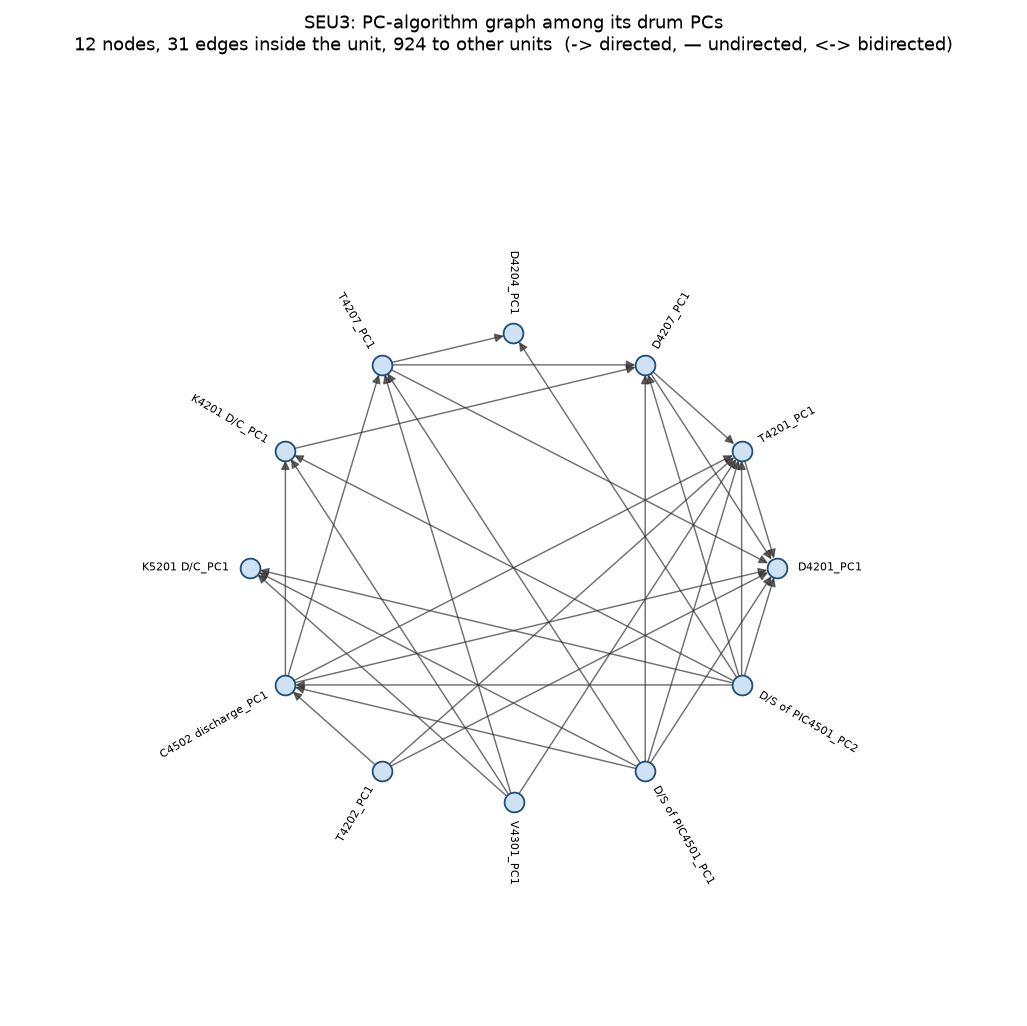 SEU3: PC-algorithm graph among its drum PCs
12 nodes, 31 edges inside the unit, 924 to other units  (-> directed, — undirected, <-> bidirected)
D4204_PC1
T4207_PC1
D4207_PC1
K4201 D/C_PC1
T4201_PC1
K5201 D/C_PC1
D4201_PC1
C4502 discharge_PC1
D/S of PIC4501_PC2
T4202_PC1
V4301_PC1
D/S of PIC4501_PC1